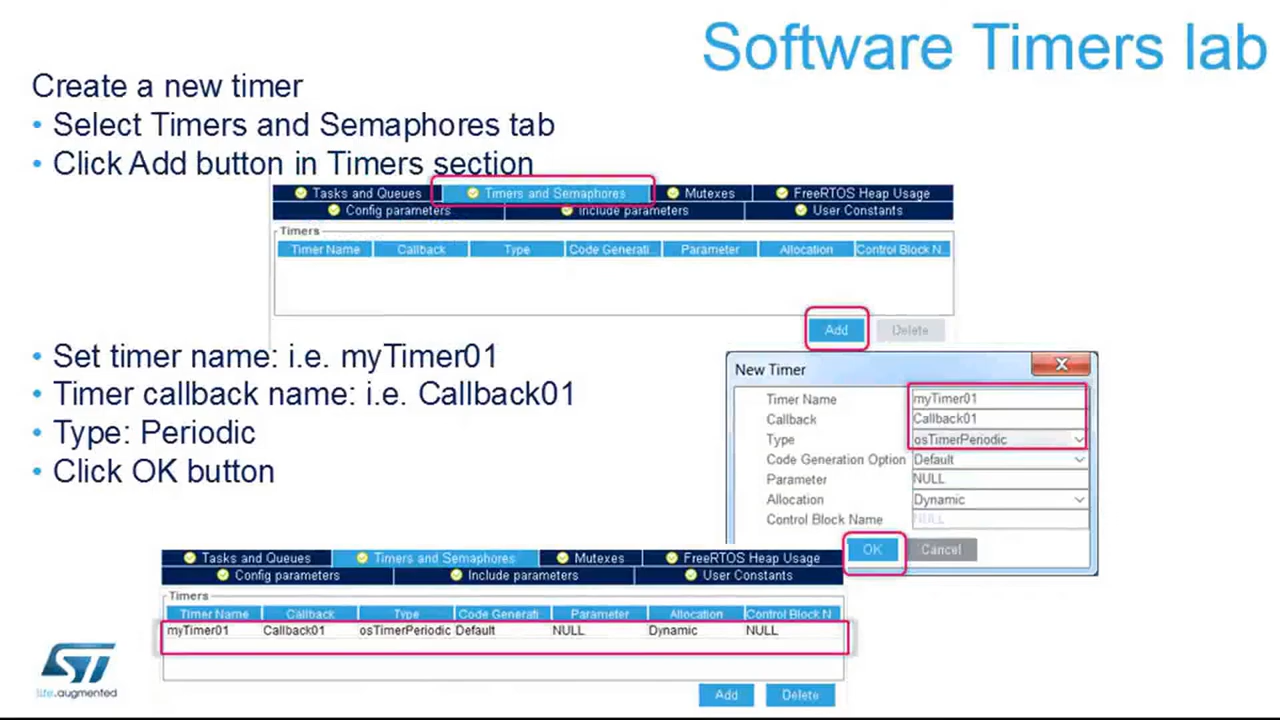 Software Timers lab
Create a new timer
• Select Timers and Semaphores tab
• Click Add button in Timers section
Tasks and Queues Timers and Semaphores Mutexes FreeRTOS Heap Usage
Config parameters Include parameters User Constants
Timers
Timer Name Callback Type Code Generati.. Parameter Allocation Control Block N..
Add Delete
• Set timer name: i.e. myTimer01
• Timer callback name: i.e. Callback01
• Type: Periodic
• Click OK button
New Timer
Timer Name myTimer01
Callback Callback01
Type osTimerPeriodic
Code Generation Option Default
Parameter NULL
Allocation Dynamic
Control Block Name NULL
OK Cancel
Tasks and Queues Timers and Semaphores Mutexes FreeRTOS Heap Usage
Config parameters Include parameters User Constants
Timers
Timer Name Callback Type Code Generati Parameter Allocation Control Block N
myTimer01 Callback01 osTimerPeriodic Default NULL Dynamic NULL
Add Delete
ST
life.augmented